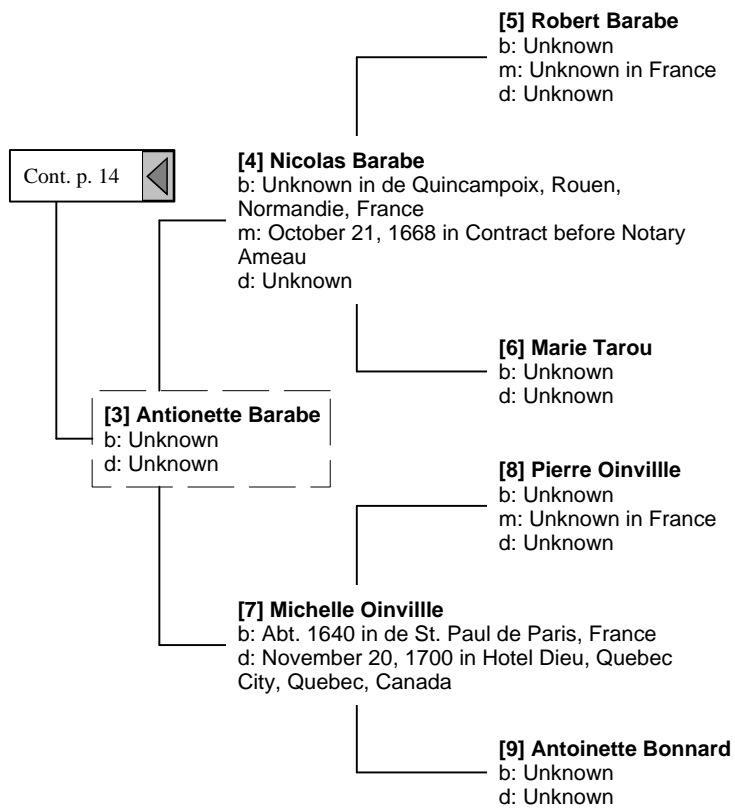 [5] Robert Barabe
b: Unknown
m: Unknown in France
d: Unknown
Cont. p. 14
[4] Nicolas Barabe
b: Unknown in de Quincampoix, Rouen,
Normandie, France
m: October 21, 1668 in Contract before Notary
Ameau
d: Unknown
[6] Marie Tarou
b: Unknown
d: Unknown
[3] Antionette Barabe
b: Unknown
d: Unknown
[8] Pierre Oinvillle
b: Unknown
m: Unknown in France
d: Unknown
[7] Michelle Oinvillle
b: Abt. 1640 in de St. Paul de Paris, France
d: November 20, 1700 in Hotel Dieu, Quebec
City, Quebec, Canada
[9] Antoinette Bonnard
b: Unknown
d: Unknown